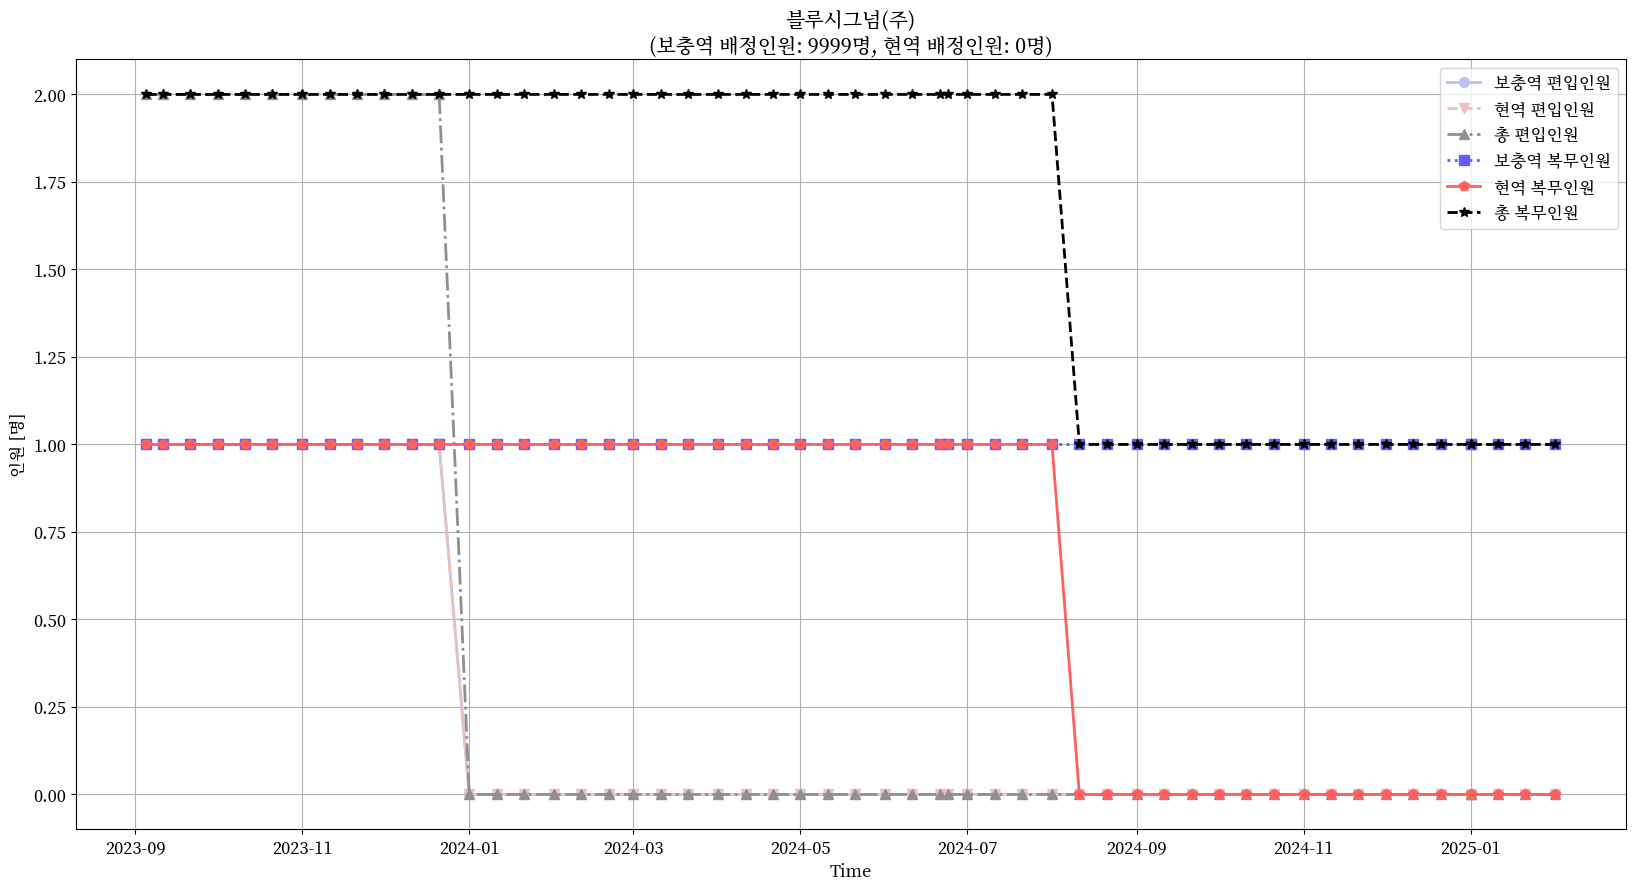 블루시그넘(주)
(보충역 배정인원: 9999명, 현역 배정인원: 0명)
보충역 편입인원
현역 편입인원
총 편입인원
보충역 복무인원
현역 복무인원
총 복무인원
2.00
1.75
1.50
1.25
1.00
0.75
0.50
0.25
0.00
인원 [명]
2023-09
2023-11
2024-01
2024-03
2024-05
2024-07
2024-09
2024-11
2025-01
Time